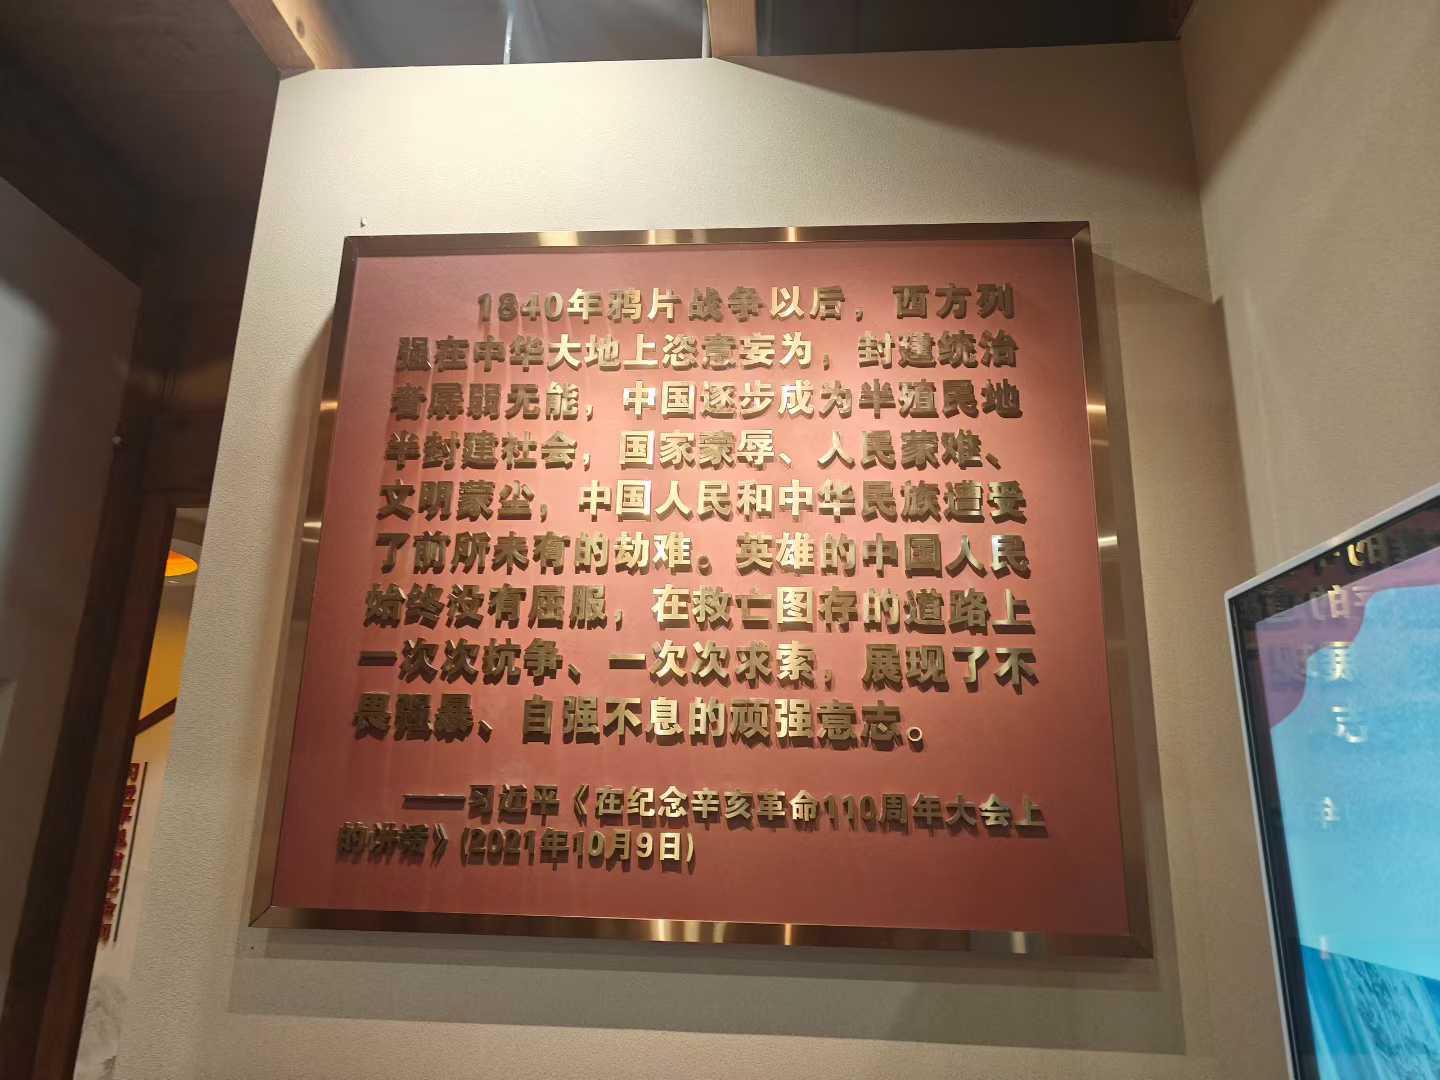 1840年鸦片战争以后，西方列
强在中华大地上恣意妄为，封建统治
者孱弱无能，中国逐步成为半殖民地
半封建社会，国家蒙辱、人民蒙难、
文明蒙尘，中国人民和中华民族遭受
了前所未有的劫难。英雄的中国人民
始终没有屈服，在救亡图存的道路上
一次次抗争、一次次求索，展现了不
畏强暴、自强不息的顽强意志。
——习近平《在纪念辛亥革命110周年大会上
的讲话》(2021年10月9日)